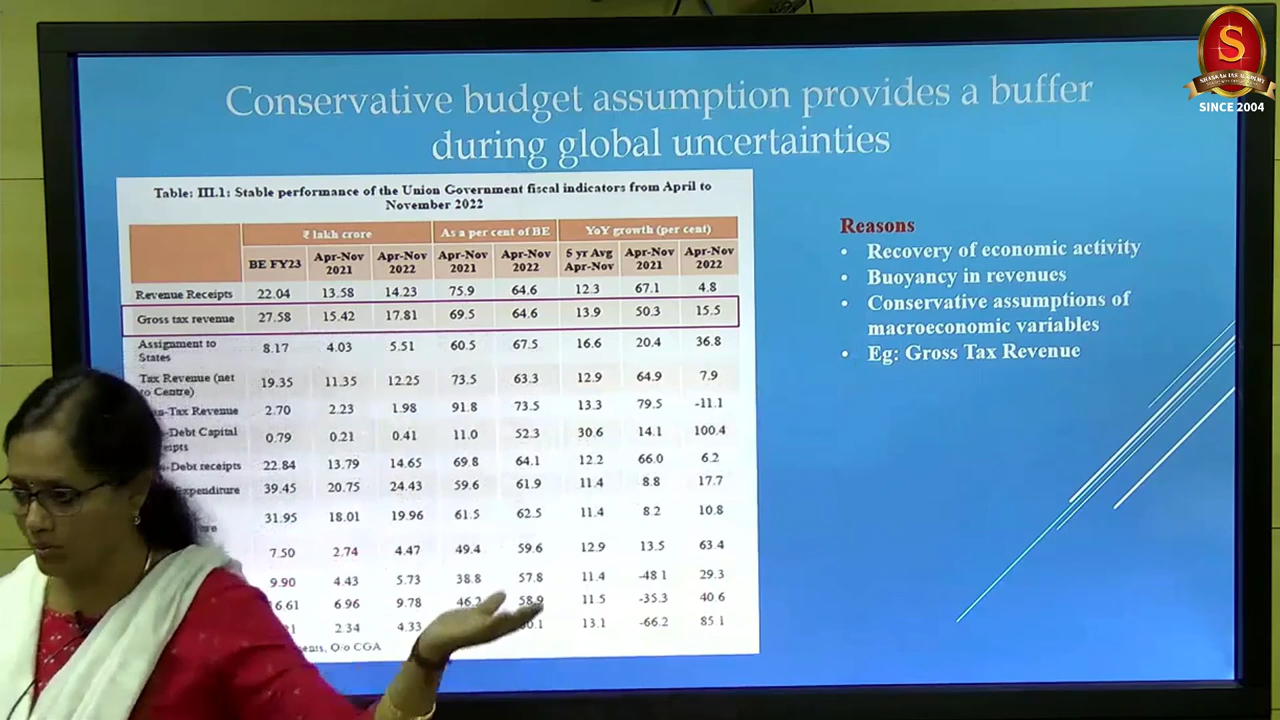 S
SHANKAR IAS ACADEMY
SINCE 2004
Conservative budget assumption provides a buffer
during global uncertainties
Table: III.1: Stable performance of the Union Government fiscal indicators from April to
November 2022
₹ lakh crore As a per cent of BE YoY growth (per cent)
BE FY23 Apr-Nov 2021 Apr-Nov 2022 Apr-Nov 2021 Apr-Nov 2022 5 yr Avg Apr-Nov Apr-Nov 2021 Apr-Nov 2022
Revenue Receipts 22.04 13.58 14.23 75.9 64.6 12.3 67.1 4.8
Gross tax revenue 27.58 15.42 17.81 69.5 64.6 13.9 50.3 15.5
Assignment to States 8.17 4.03 5.51 60.5 67.5 16.6 20.4 36.8
Tax Revenue (net to Centre) 19.35 11.35 12.25 73.5 63.3 12.9 64.9 7.9
-Tax Revenue 2.70 2.23 1.98 91.8 73.5 13.3 79.5 -11.1
-Debt Capital 0.79 0.21 0.41 11.0 52.3 30.6 14.1 100.4
-Debt receipts 22.84 13.79 14.65 69.8 64.1 12.2 66.0 6.2
Expenditure 39.45 20.75 24.43 59.6 61.9 11.4 8.8 17.7
31.95 18.01 19.96 61.5 62.5 11.4 8.2 10.8
7.50 2.74 4.47 49.4 59.6 12.9 13.5 63.4
9.90 4.43 5.73 38.8 57.8 11.4 -48.1 29.3
6.61 6.96 9.78 46.2 58.9 11.5 -35.3 40.6
2.34 4.33 13.1 -66.2 85.1
O/o CGA
Reasons
• Recovery of economic activity
• Buoyancy in revenues
• Conservative assumptions of
macroeconomic variables
• Eg: Gross Tax Revenue